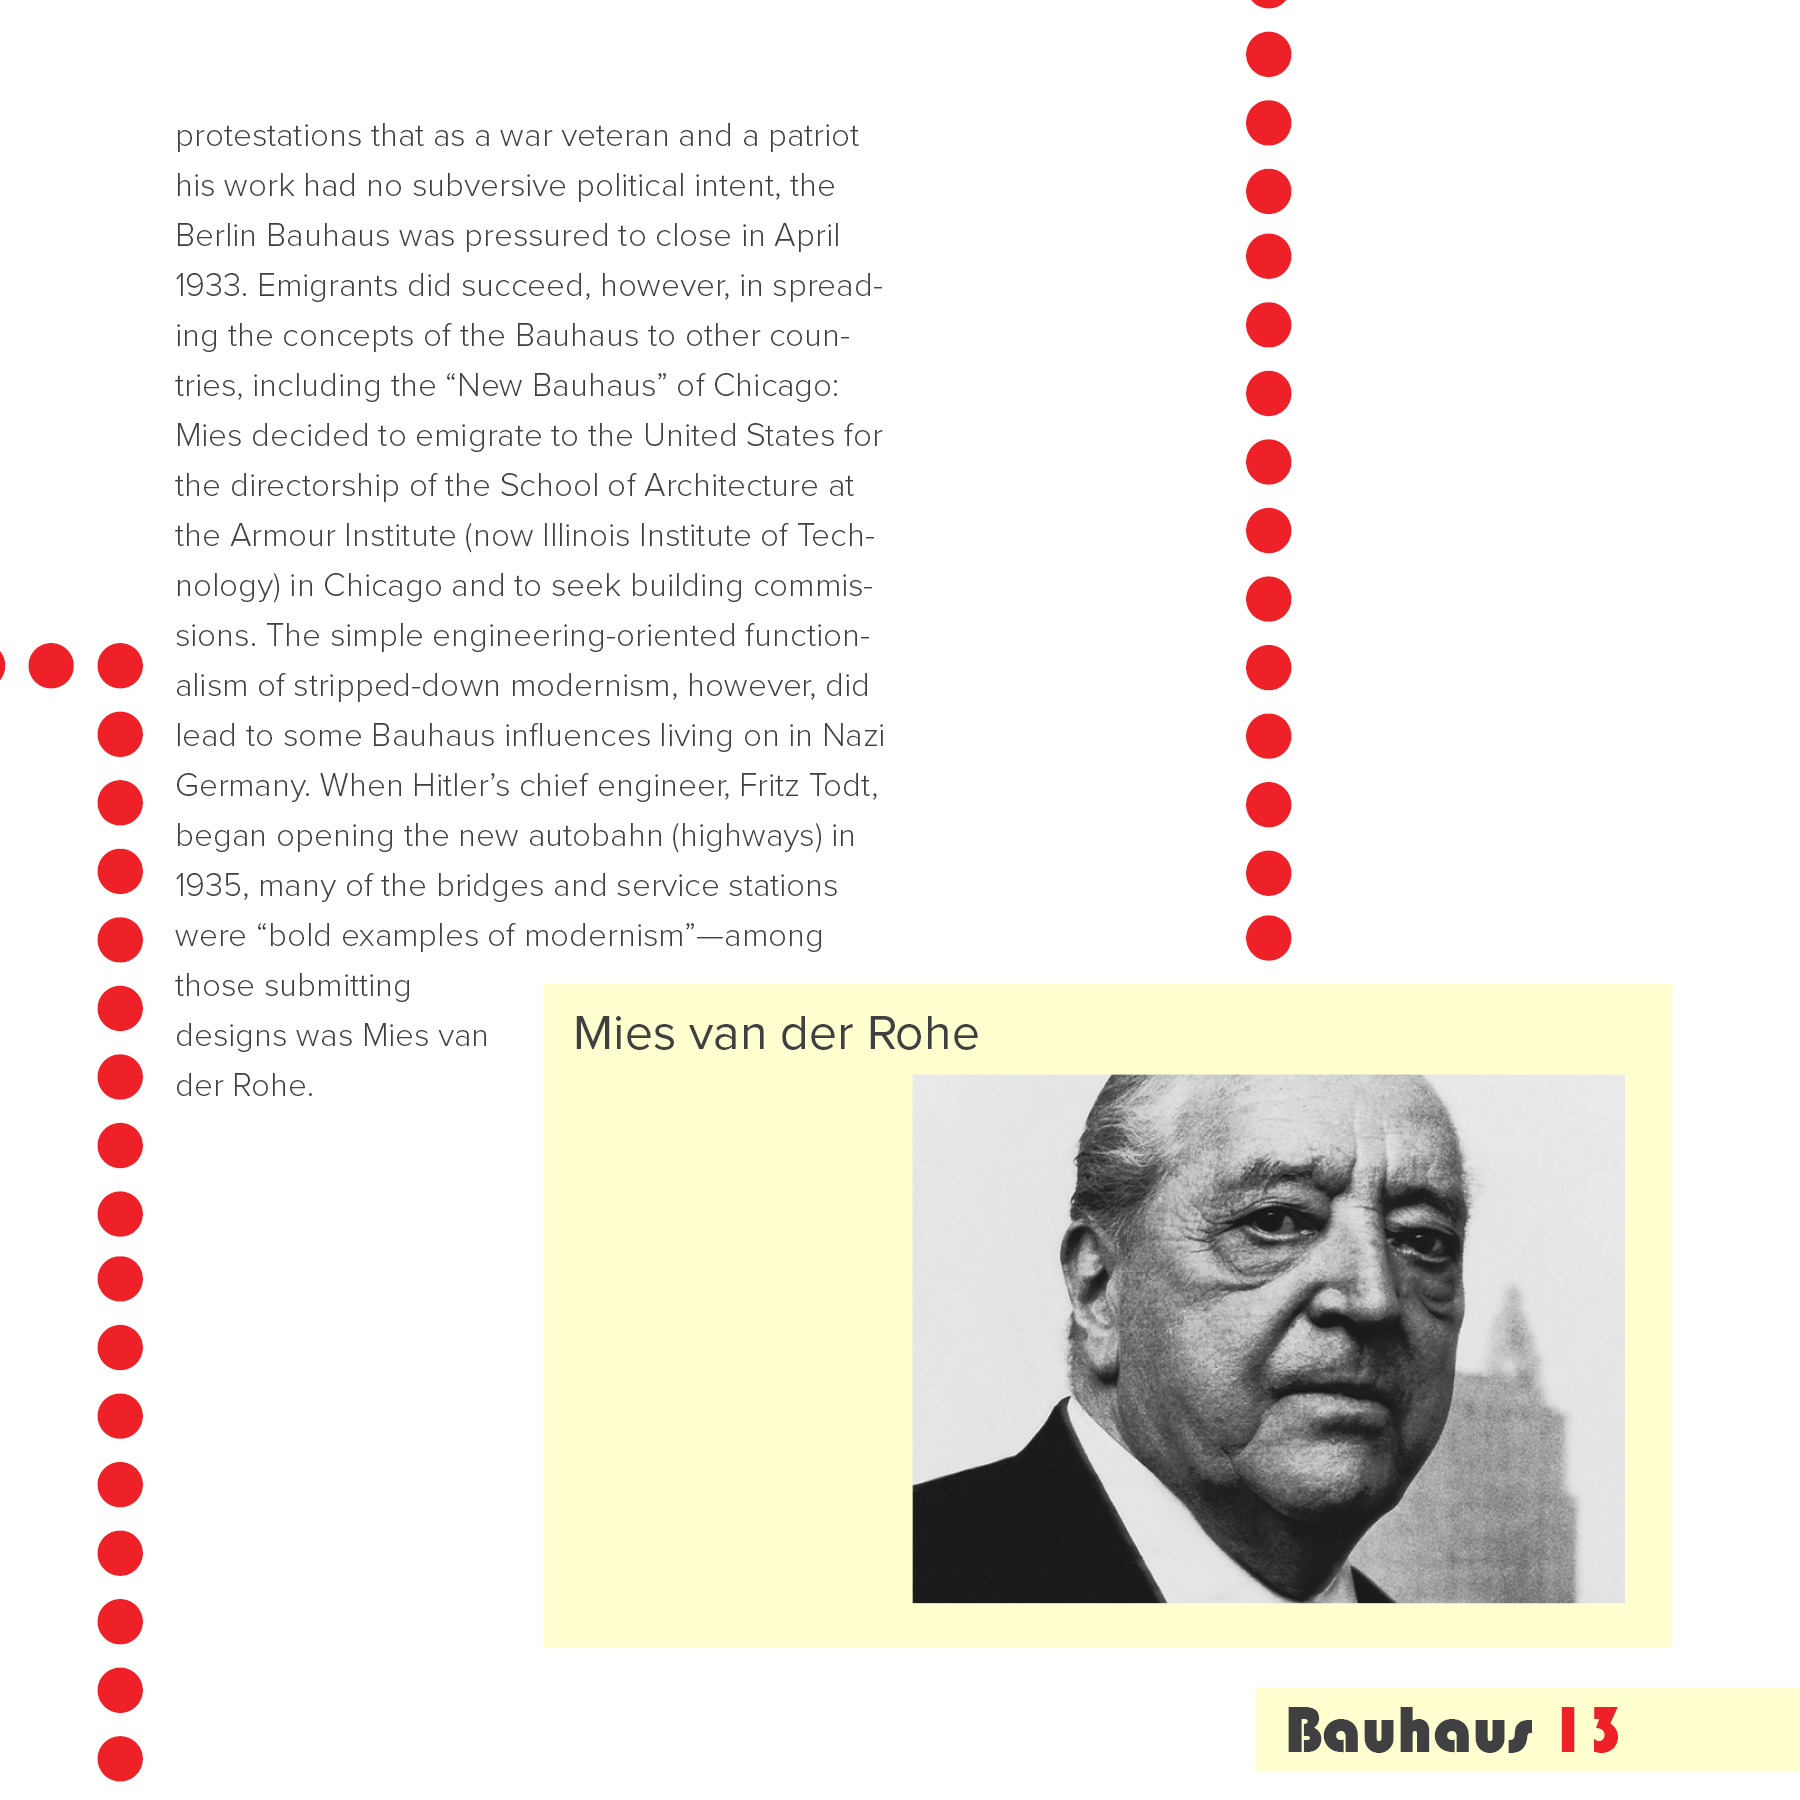 protestations that as a war veteran and a patriot
his work had no subversive political intent, the
Berlin Bauhaus was pressured to close in April
1933. Emigrants did succeed, however, in spread-
ing the concepts of the Bauhaus to other coun-
tries, including the “New Bauhaus” of Chicago:
Mies decided to emigrate to the United States for
the directorship of the School of Architecture at
the Armour Institute (now Illinois Institute of Tech-
nology) in Chicago and to seek building commis-
sions. The simple engineering-oriented function-
alism of stripped-down modernism, however, did
lead to some Bauhaus influences living on in Nazi
Germany. When Hitler’s chief engineer, Fritz Todt,
began opening the new autobahn (highways) in
1935, many of the bridges and service stations
were “bold examples of modernism”—among
those submitting
designs was Mies van
der Rohe.
Mies van der Rohe
Bauhaus 13